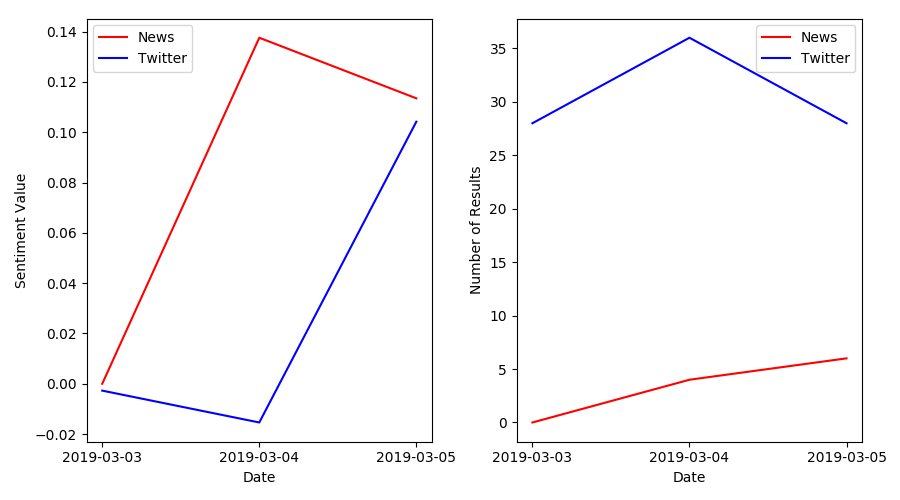 News
Twitter
0.14
0.12
0.10
0.08
0.06
0.04
0.02
0.00
−0.02
Sentiment Value
2019-03-03 2019-03-04 2019-03-05
Date
News
Twitter
35
30
25
20
15
10
5
0
Number of Results
2019-03-03 2019-03-04 2019-03-05
Date